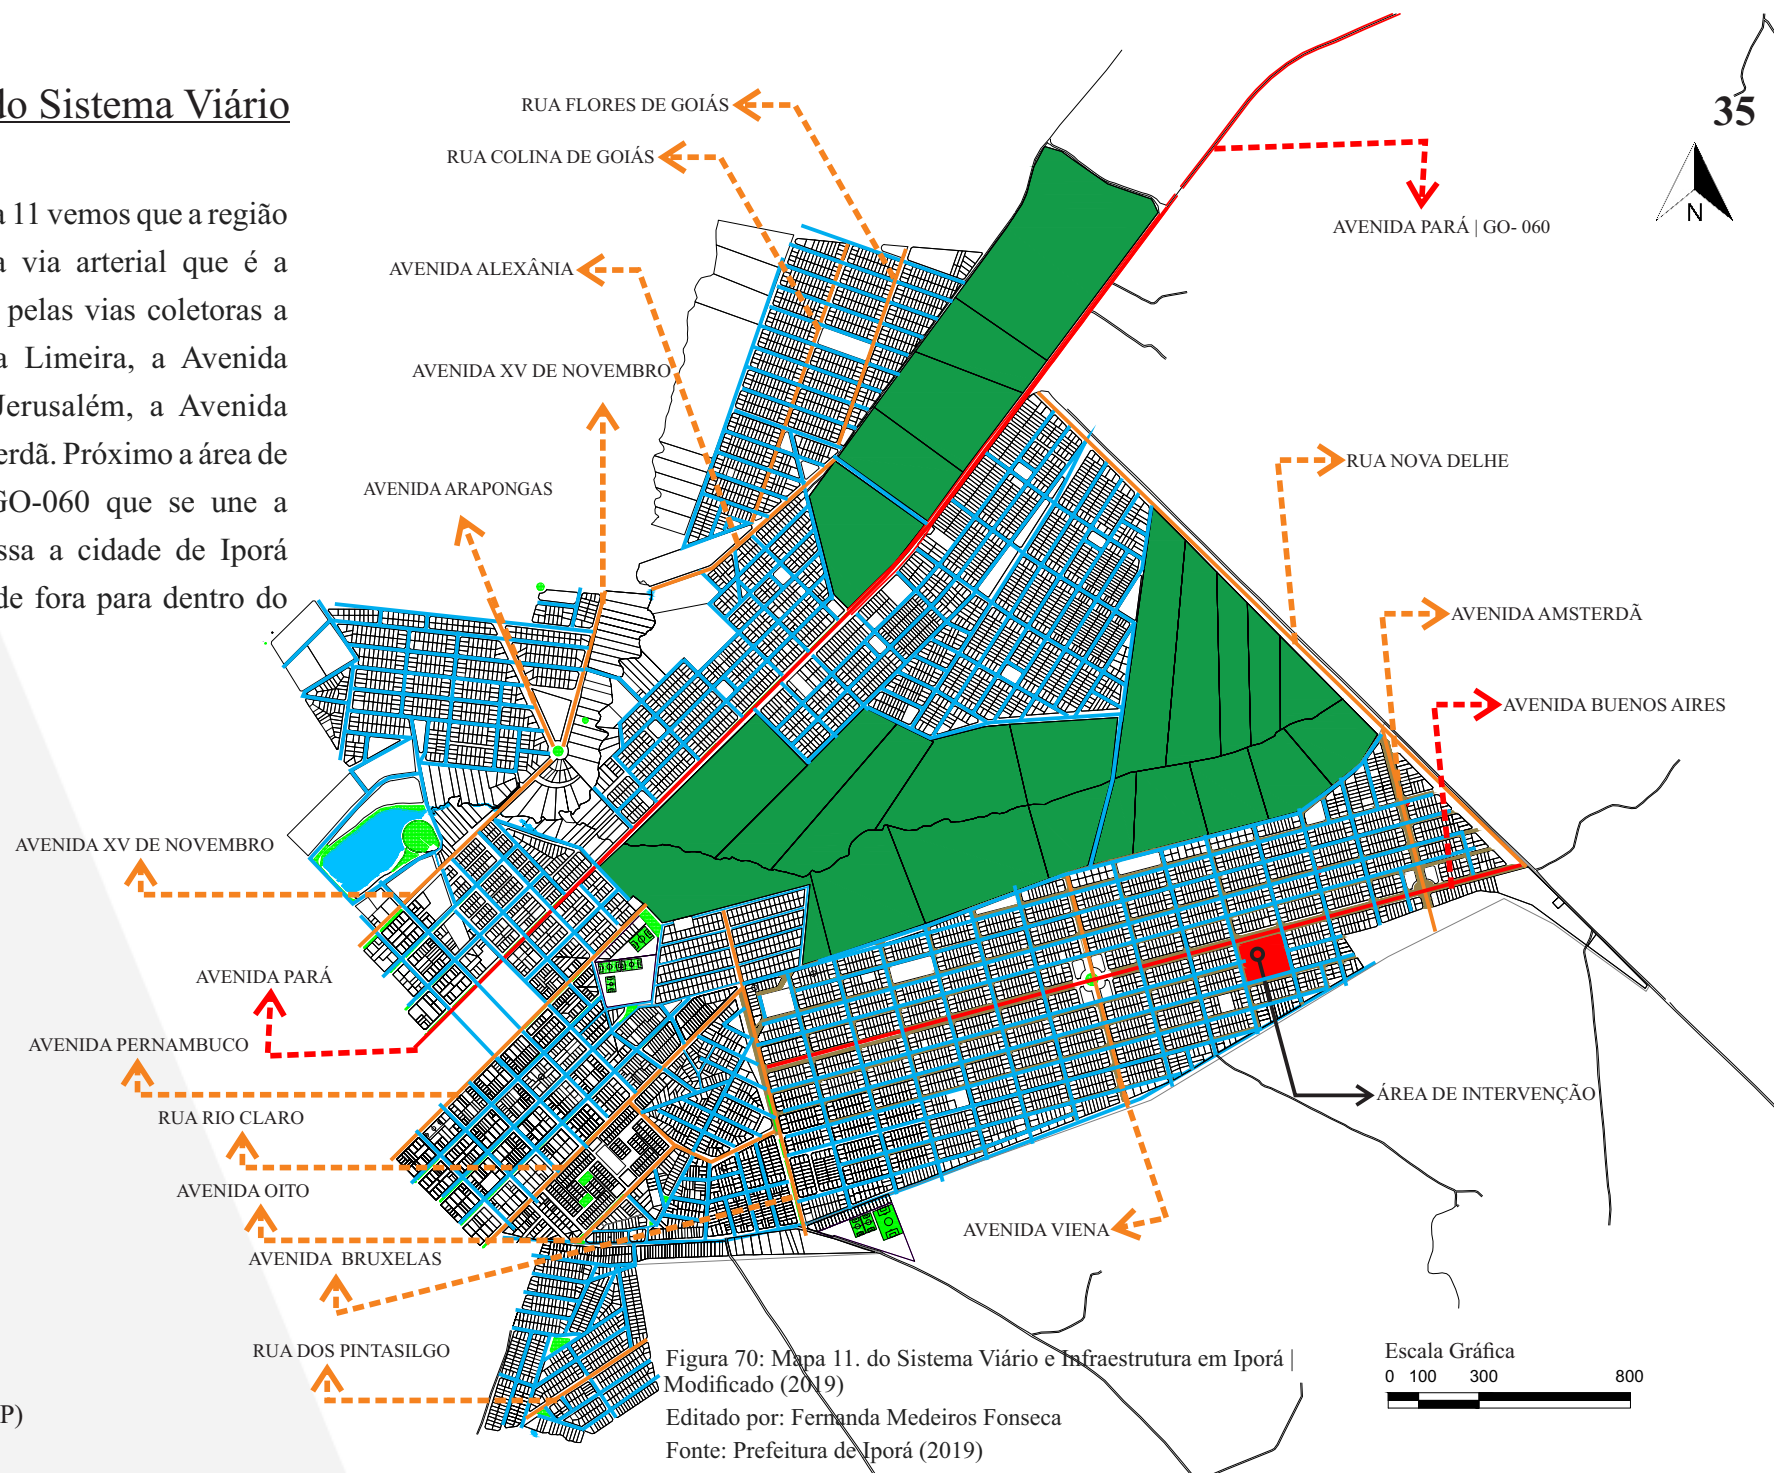 do Sistema Viário
35
a 11 vemos que a região
a via arterial que é a
pelas vias coletoras a
a Limeira, a Avenida
Jerusalém, a Avenida
erdã. Próximo a área de
GO-060 que se une a
ssa a cidade de Iporá
de fora para dentro do
P)
RUA FLORES DE GOIÁS
RUA COLINA DE GOIÁS
AVENIDA ALEXÂNIA
AVENIDA XV DE NOVEMBRO
AVENIDA ARAPONGAS
AVENIDA PARÁ | GO- 060
N
RUA NOVA DELHE
AVENIDA AMSTERDÃ
AVENIDA BUENOS AIRES
AVENIDA XV DE NOVEMBRO
AVENIDA PARÁ
AVENIDA PERNAMBUCO
RUA RIO CLARO
AVENIDA OITO
AVENIDA BRUXELAS
RUA DOS PINTASILGO
ÁREA DE INTERVENÇÃO
AVENIDA VIENA
Figura 70: Mapa 11. do Sistema Viário e Infraestrutura em Iporá |
Modificado (2019)
Editado por: Fernanda Medeiros Fonseca
Fonte: Prefeitura de Iporá (2019)
Escala Gráfica
0 100 300 800